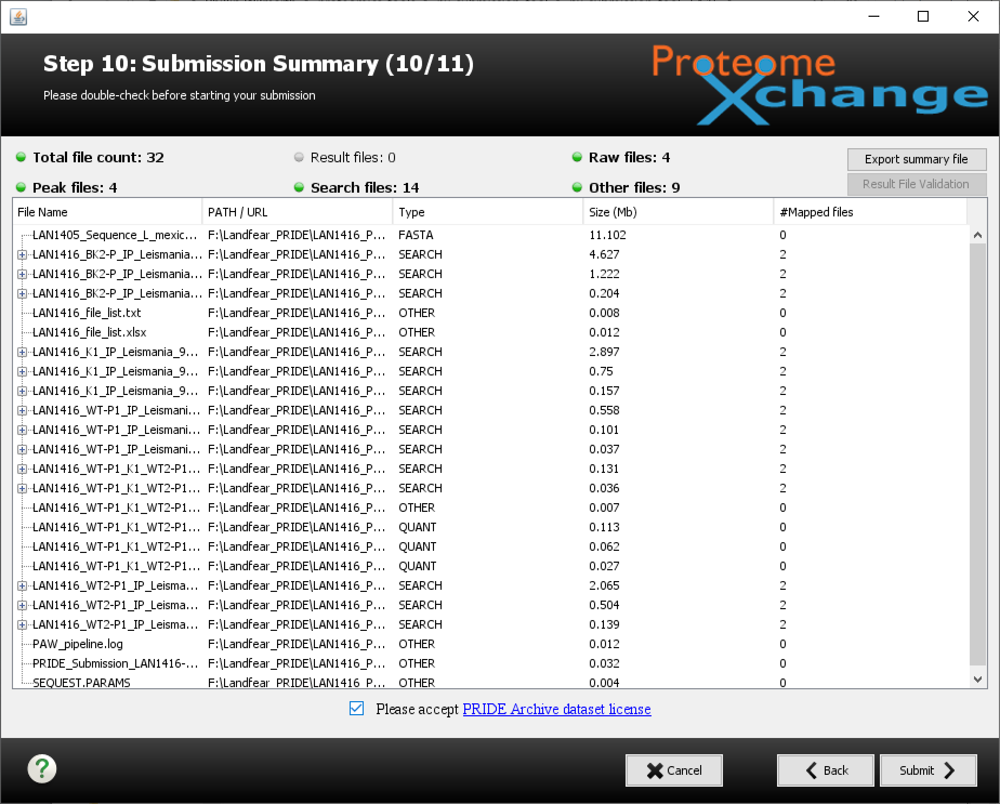 Step 10: Submission Summary (10/11)
Please double-check before starting your submission
Proteome
Xchange
Total file count: 32 Result files: 0 Raw files: 4 Export summary file
Peak files: 4 Search files: 14 Other files: 9 Result File Validation
File Name PATH / URL Type Size (Mb) #Mapped files
LAN1405_Sequence_L_mexic... F:\Landfear_PRIDE\LAN1416_P... FASTA 11.102 0
LAN1416_BK2-P_IP_Leismania... F:\Landfear_PRIDE\LAN1416_P... SEARCH 4.627 2
LAN1416_BK2-P_IP_Leismania... F:\Landfear_PRIDE\LAN1416_P... SEARCH 1.222 2
LAN1416_BK2-P_IP_Leismania... F:\Landfear_PRIDE\LAN1416_P... SEARCH 0.204 2
LAN1416_file_list.txt F:\Landfear_PRIDE\LAN1416_P... OTHER 0.008 0
LAN1416_file_list.xlsx F:\Landfear_PRIDE\LAN1416_P... OTHER 0.012 0
LAN1416_K1_IP_Leismania_9... F:\Landfear_PRIDE\LAN1416_P... SEARCH 2.897 2
LAN1416_K1_IP_Leismania_9... F:\Landfear_PRIDE\LAN1416_P... SEARCH 0.75 2
LAN1416_K1_IP_Leismania_9... F:\Landfear_PRIDE\LAN1416_P... SEARCH 0.157 2
LAN1416_WT-P1_IP_Leismani... F:\Landfear_PRIDE\LAN1416_P... SEARCH 0.558 2
LAN1416_WT-P1_IP_Leismani... F:\Landfear_PRIDE\LAN1416_P... SEARCH 0.101 2
LAN1416_WT-P1_IP_Leismani... F:\Landfear_PRIDE\LAN1416_P... SEARCH 0.037 2
LAN1416_WT-P1_K1_WT2-P1... F:\Landfear_PRIDE\LAN1416_P... SEARCH 0.131 2
LAN1416_WT-P1_K1_WT2-P1... F:\Landfear_PRIDE\LAN1416_P... SEARCH 0.036 2
LAN1416_WT-P1_K1_WT2-P1... F:\Landfear_PRIDE\LAN1416_P... OTHER 0.007 0
LAN1416_WT-P1_K1_WT2-P1... F:\Landfear_PRIDE\LAN1416_P... QUANT 0.113 0
LAN1416_WT-P1_K1_WT2-P1... F:\Landfear_PRIDE\LAN1416_P... QUANT 0.062 0
LAN1416_WT-P1_K1_WT2-P1... F:\Landfear_PRIDE\LAN1416_P... QUANT 0.027 0
LAN1416_WT2-P1_IP_Leisma... F:\Landfear_PRIDE\LAN1416_P... SEARCH 2.065 2
LAN1416_WT2-P1_IP_Leisma... F:\Landfear_PRIDE\LAN1416_P... SEARCH 0.504 2
LAN1416_WT2-P1_IP_Leisma... F:\Landfear_PRIDE\LAN1416_P... SEARCH 0.139 2
PAW_pipeline.log F:\Landfear_PRIDE\LAN1416_P... OTHER 0.012 0
PRIDE_Submission_LAN1416-... F:\Landfear_PRIDE\LAN1416_P... OTHER 0.032 0
SEQUEST.PARAMS F:\Landfear_PRIDE\LAN1416_P... OTHER 0.004 0
Please accept PRIDE Archive dataset license
? Cancel Back Submit